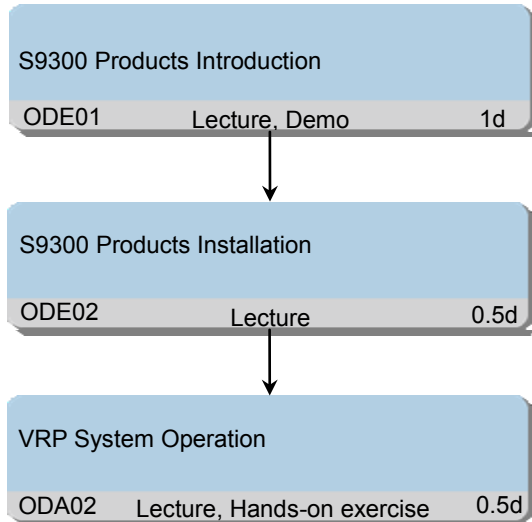 S9300 Products Introduction
ODE01 Lecture, Demo 1d
S9300 Products Installation
ODE02 Lecture 0.5d
VRP System Operation
ODA02 Lecture, Hands-on exercise 0.5d